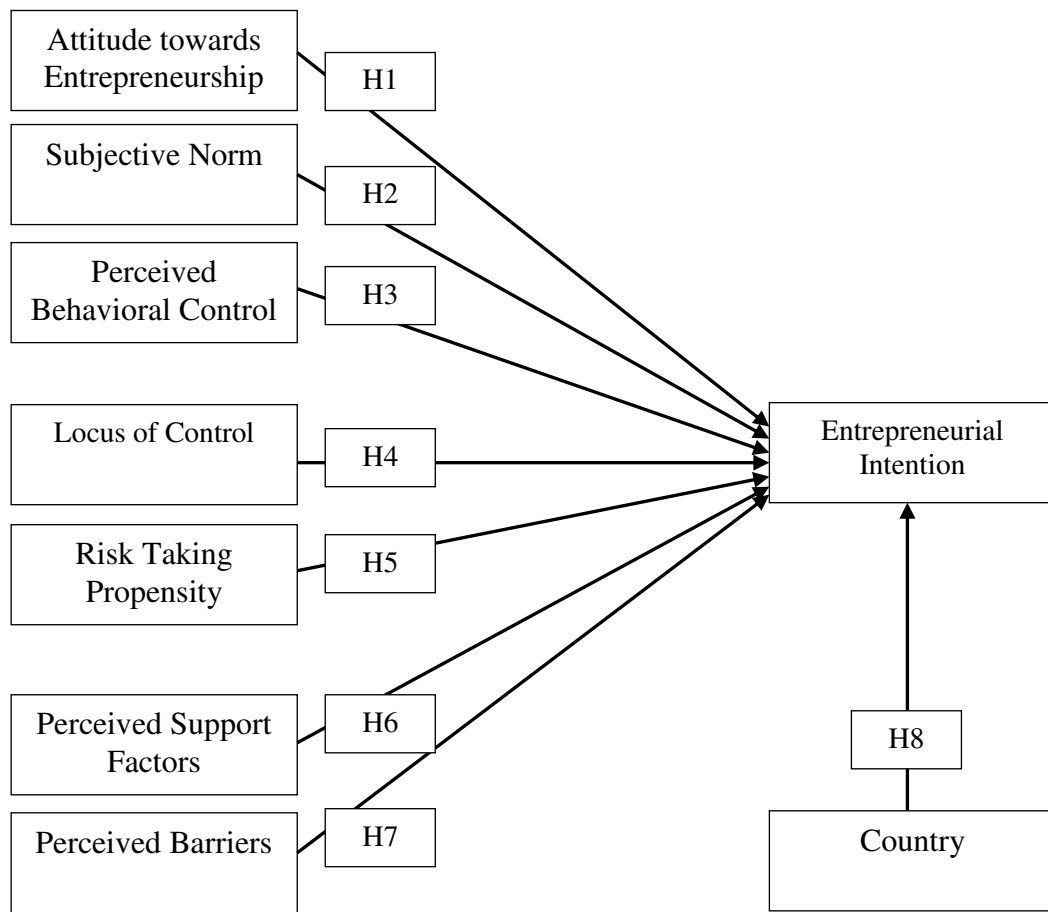 Attitude towards
Entrepreneurship
H1
Subjective Norm
H2
Perceived
Behavioral Control
H3
Locus of Control
H4
Entrepreneurial
Intention
Risk Taking
Propensity
H5
Perceived Support
Factors
H6
H8
Perceived Barriers
H7
Country